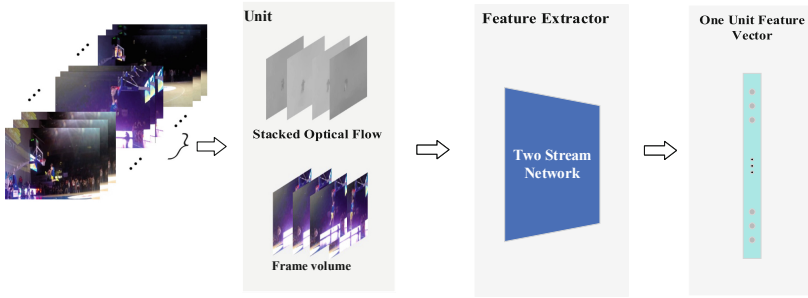 Unit
Stacked Optical Flow
Frame volume
Feature Extractor
Two Stream
Network
One Unit Feature
Vector